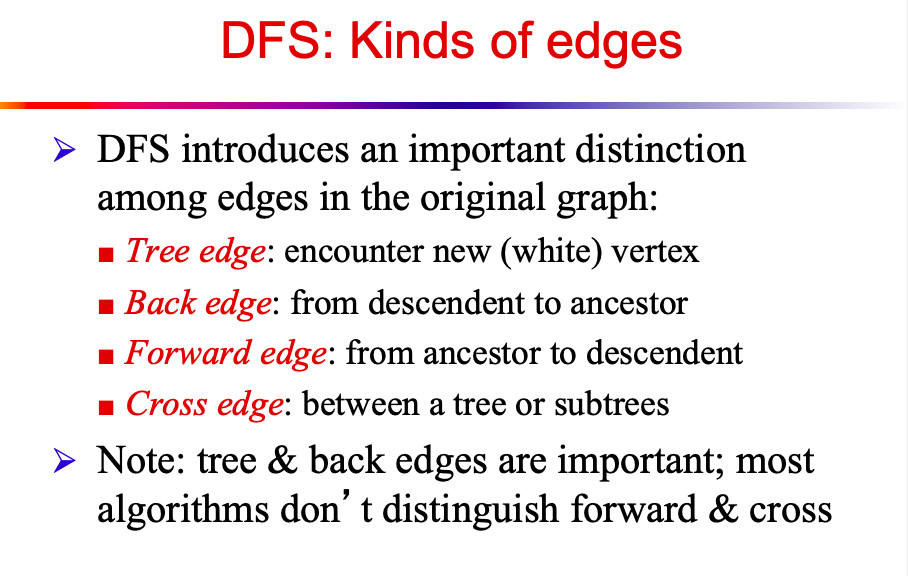 DFS: Kinds of edges
➢ DFS introduces an important distinction
among edges in the original graph:
■ Tree edge: encounter new (white) vertex
■ Back edge: from descendent to ancestor
■ Forward edge: from ancestor to descendent
■ Cross edge: between a tree or subtrees
➢ Note: tree & back edges are important; most
algorithms don’ t distinguish forward & cross